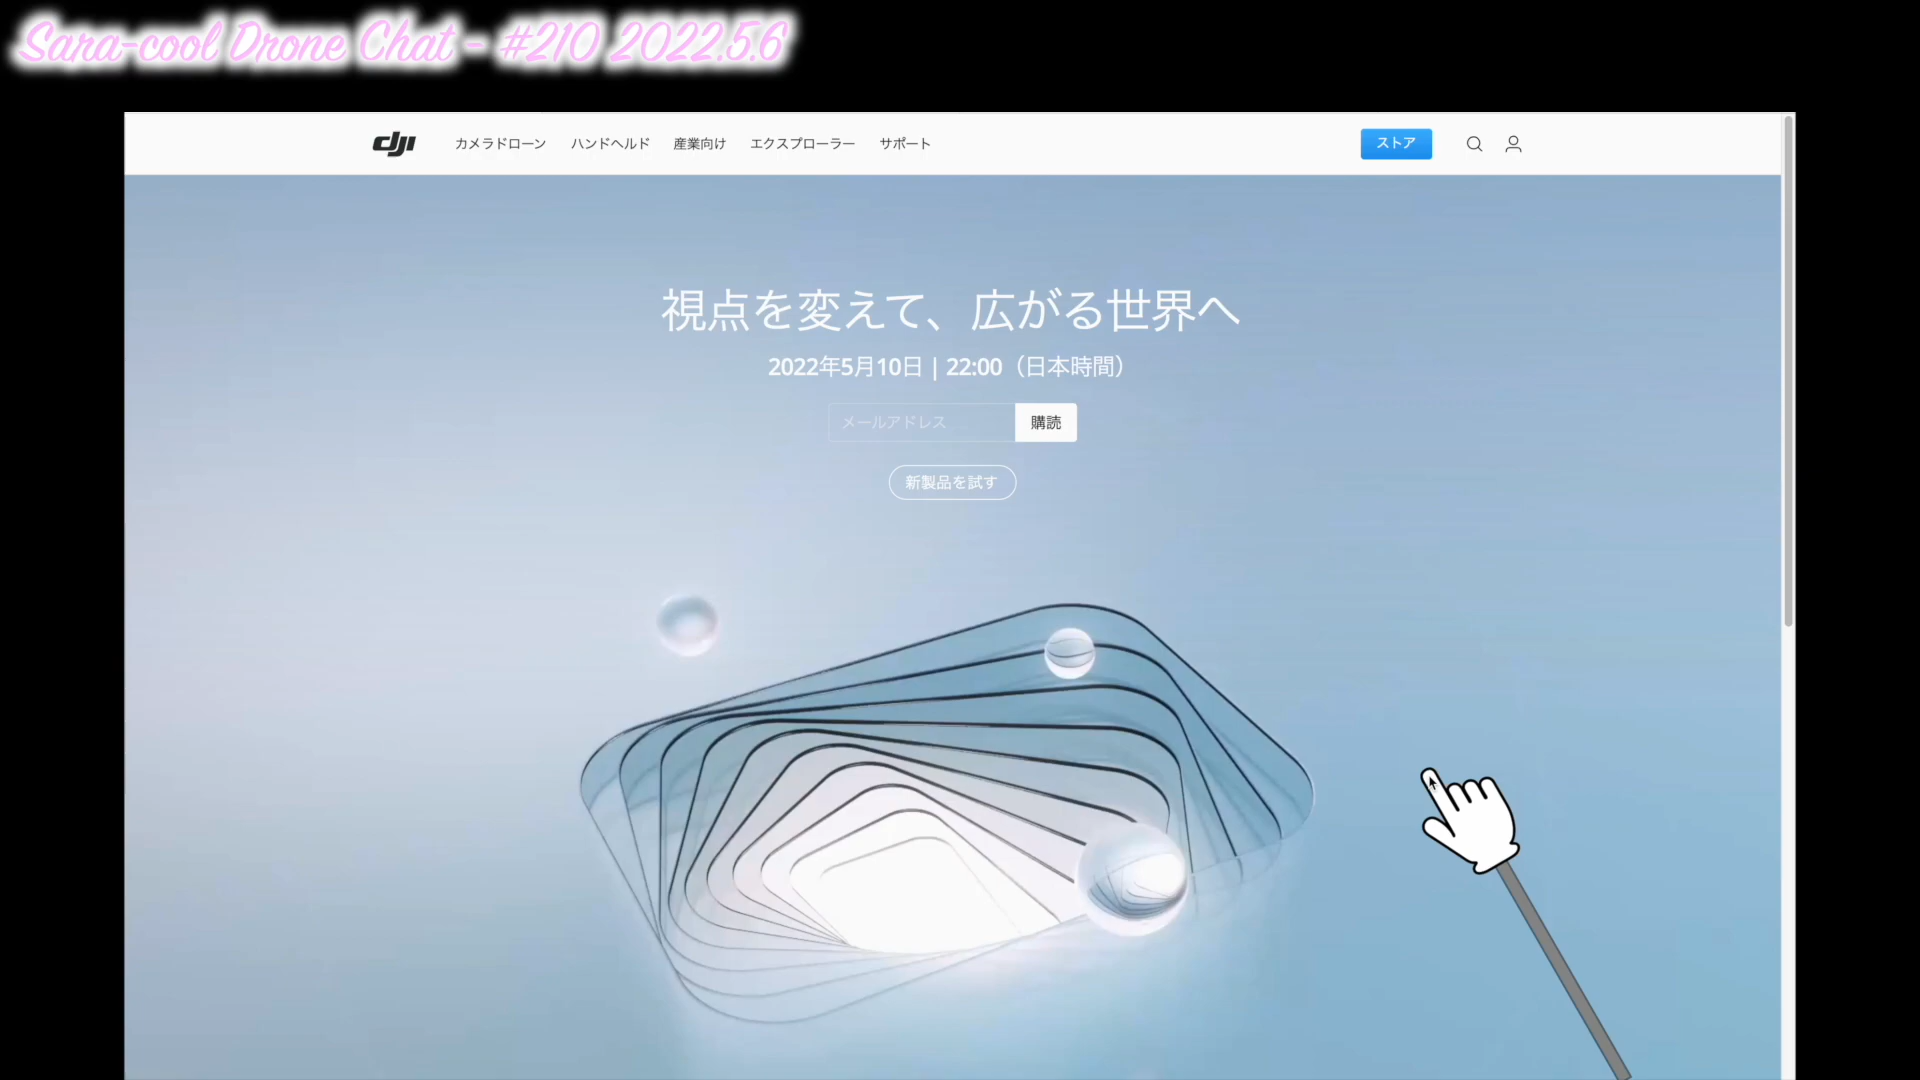 Sara-cool Drone Chat - #210 2022.5.6
dji カメラドローン ハンドヘルド 産業向け エクスプローラー サポート ストア
視点を変えて、広がる世界へ
2022年5月10日 | 22:00（日本時間）
メールアドレス 購読
新製品を試す